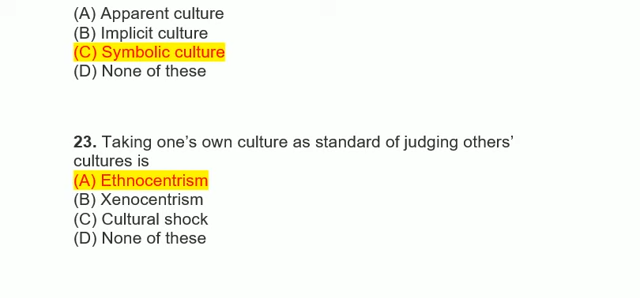 (A) Apparent culture
(B) Implicit culture
(C) Symbolic culture
(D) None of these
23. Taking one’s own culture as standard of judging others’
cultures is
(A) Ethnocentrism
(B) Xenocentrism
(C) Cultural shock
(D) None of these